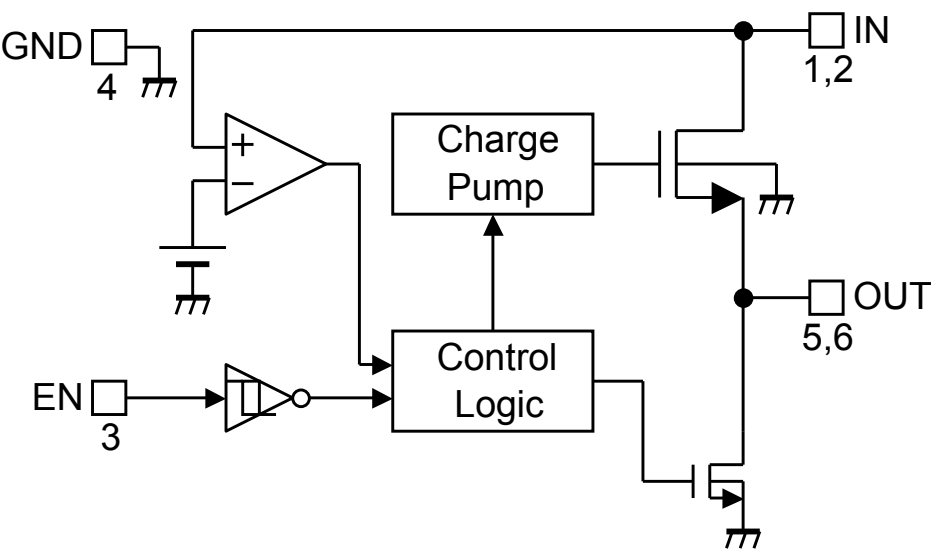 GND
4
IN
1,2
+
−
Charge
Pump
OUT
5,6
Control
Logic
EN
3